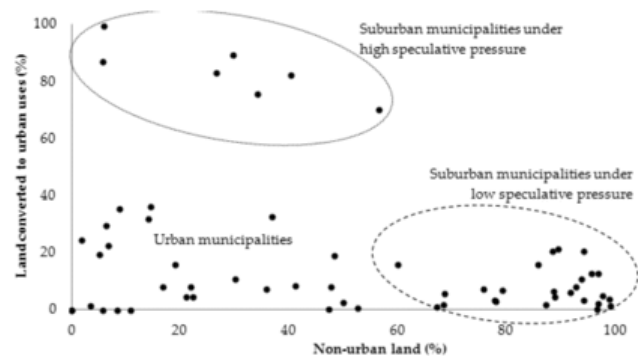 100
Suburban municipalities under
high speculative pressure
80
60
Suburban municipalities under
low speculative pressure
40
Urban municipalities
20
0
0
20
40
60
80
100
Land converted to urban uses (%)
Non-urban land (%)